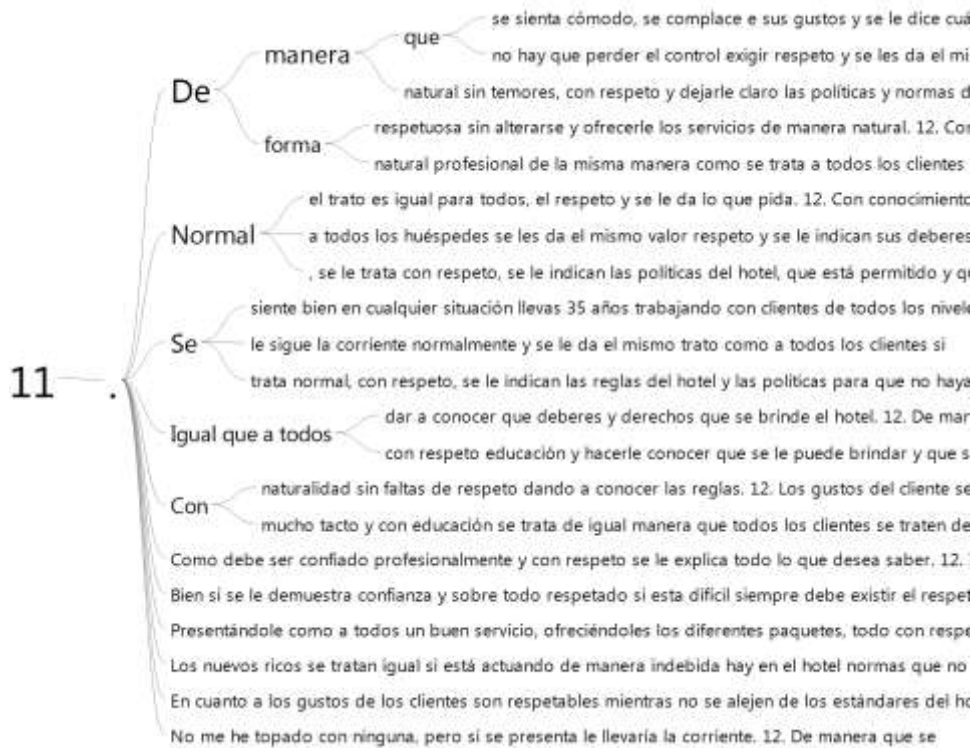 se sienta cómodo, se complace e sus gustos y se le dice cuá
que
manera
no hay que perder el control exigir respeto y se les da el mi
De
natural sin temores, con respeto y dejarle claro las políticas y normas d
respetuosa sin alterarse y ofrecerle los servicios de manera natural. 12. Con
forma
natural profesional de la misma manera como se trata a todos los clientes
el trato es igual para todos, el respeto y se le da lo que pida. 12. Con conocimiento
Normal
a todos los huéspedes se les da el mismo valor respeto y se le indican sus deberes
, se le trata con respeto, se le indican las políticas del hotel, que está permitido y qu
siente bien en cualquier situación llevas 35 años trabajando con clientes de todos los nivele
Se
le sigue la corriente normalmente y se le da el mismo trato como a todos los clientes si
11 .
trata normal, con respeto, se le indican las reglas del hotel y las políticas para que no haya
dar a conocer que deberes y derechos que se brinde el hotel. 12. De mar
Igual que a todos
con respeto educación y hacerle conocer que se le puede brindar y que s
naturalidad sin faltas de respeto dando a conocer las reglas. 12. Los gustos del cliente se
Con
mucho tacto y con educación se trata de igual manera que todos los clientes se traten de
Como debe ser confiado profesionalmente y con respeto se le explica todo lo que desea saber. 12.
Bien si se le demuestra confianza y sobre todo respetado si esta difícil siempre debe existir el respet
Presentándole como a todos un buen servicio, ofreciéndoles los diferentes paquetes, todo con respe
Los nuevos ricos se tratan igual si está actuando de manera indebida hay en el hotel normas que no
En cuanto a los gustos de los clientes son respetables mientras no se alejen de los estándares del ho
No me he topado con ninguna, pero si se presenta le llevaría la corriente. 12. De manera que se